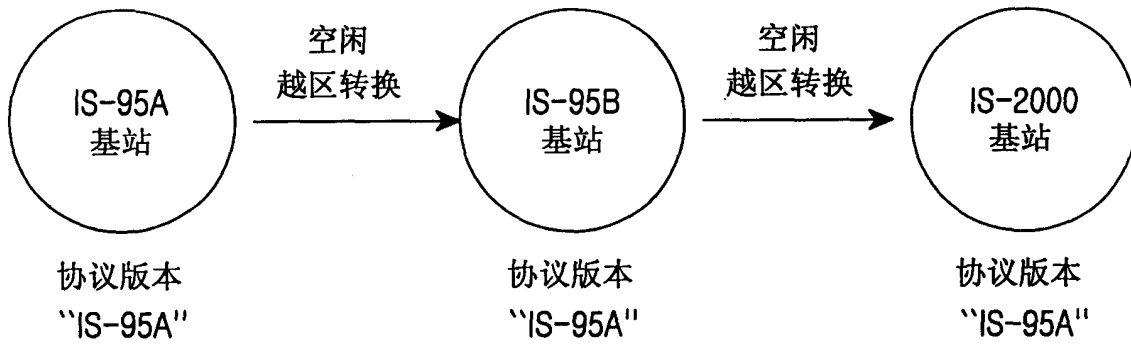 空闲
越区转换
空闲
越区转换
IS-95A
基站
IS-95B
基站
IS-2000
基站
协议版本
``IS-95A"
协议版本
``IS-95A"
协议版本
``IS-95A"